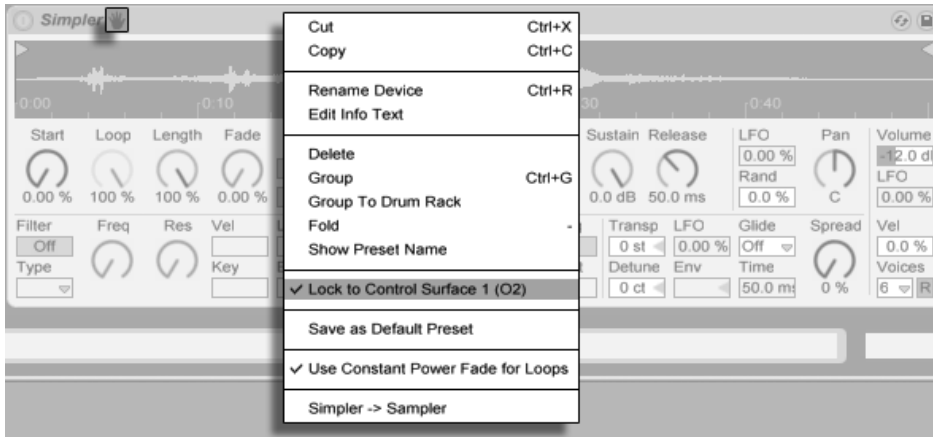 Simpler
Cut Ctrl+X
Copy Ctrl+C
Rename Device Ctrl+R
Edit Info Text
Delete
Group Ctrl+G
Group To Drum Rack
Fold -
Show Preset Name
✓ Lock to Control Surface 1 (O2)
Save as Default Preset
✓ Use Constant Power Fade for Loops
Simpler -> Sampler
0:00 0:10 30 0:40
Start Loop Length Fade Sustain Release LFO Pan Volume
0.00 % -12.0 d
Rand LFO
0.00 % 100 % 100 % 0.00 % 0.0 dB 50.0 ms 0.0 % C 0.00 %
Filter Freq Res Vel Transp LFO Glide Spread Vel
Off 0 st 0.00 % Off 0.0 %
Type Key Detune Env Time Voices
0 ct 50.0 ms 0 % 6 R